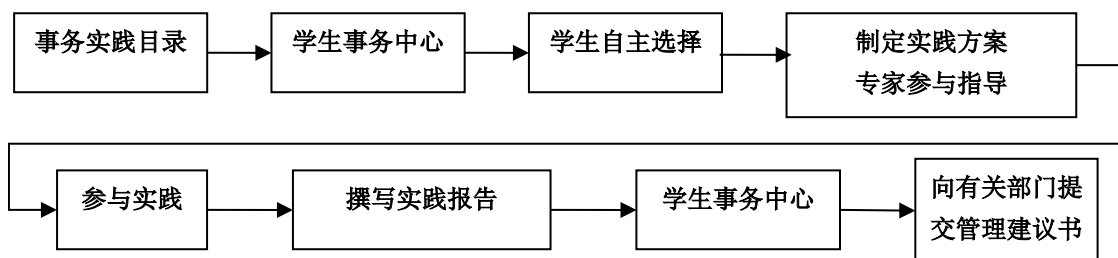 事务实践目录
学生事务中心
学生自主选择
制定实践方案
专家参与指导
参与实践
撰写实践报告
学生事务中心
向有关部门提
交管理建议书